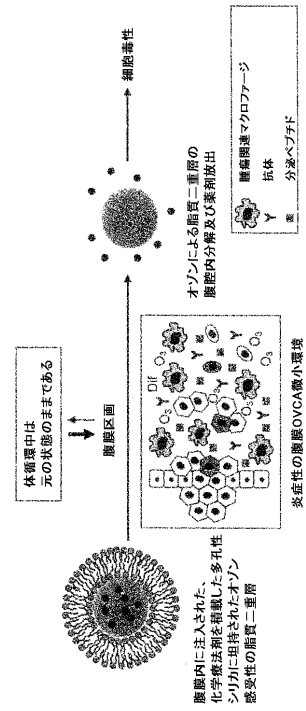 体循環中は
元の状態のままである
腹膜区画
腹膜内に注入された、
化学療法剤を積載した多孔性
シリカに坦持されたオゾン
感受性の脂質二重層
Dif
O3
O3
O3
O3
炎症性の腹膜OVCA微小環境
オゾンによる脂質二重層の
腹腔内分解及び薬剤放出
細胞毒性
腫瘍関連マクロファージ
抗体
分泌ペプチド